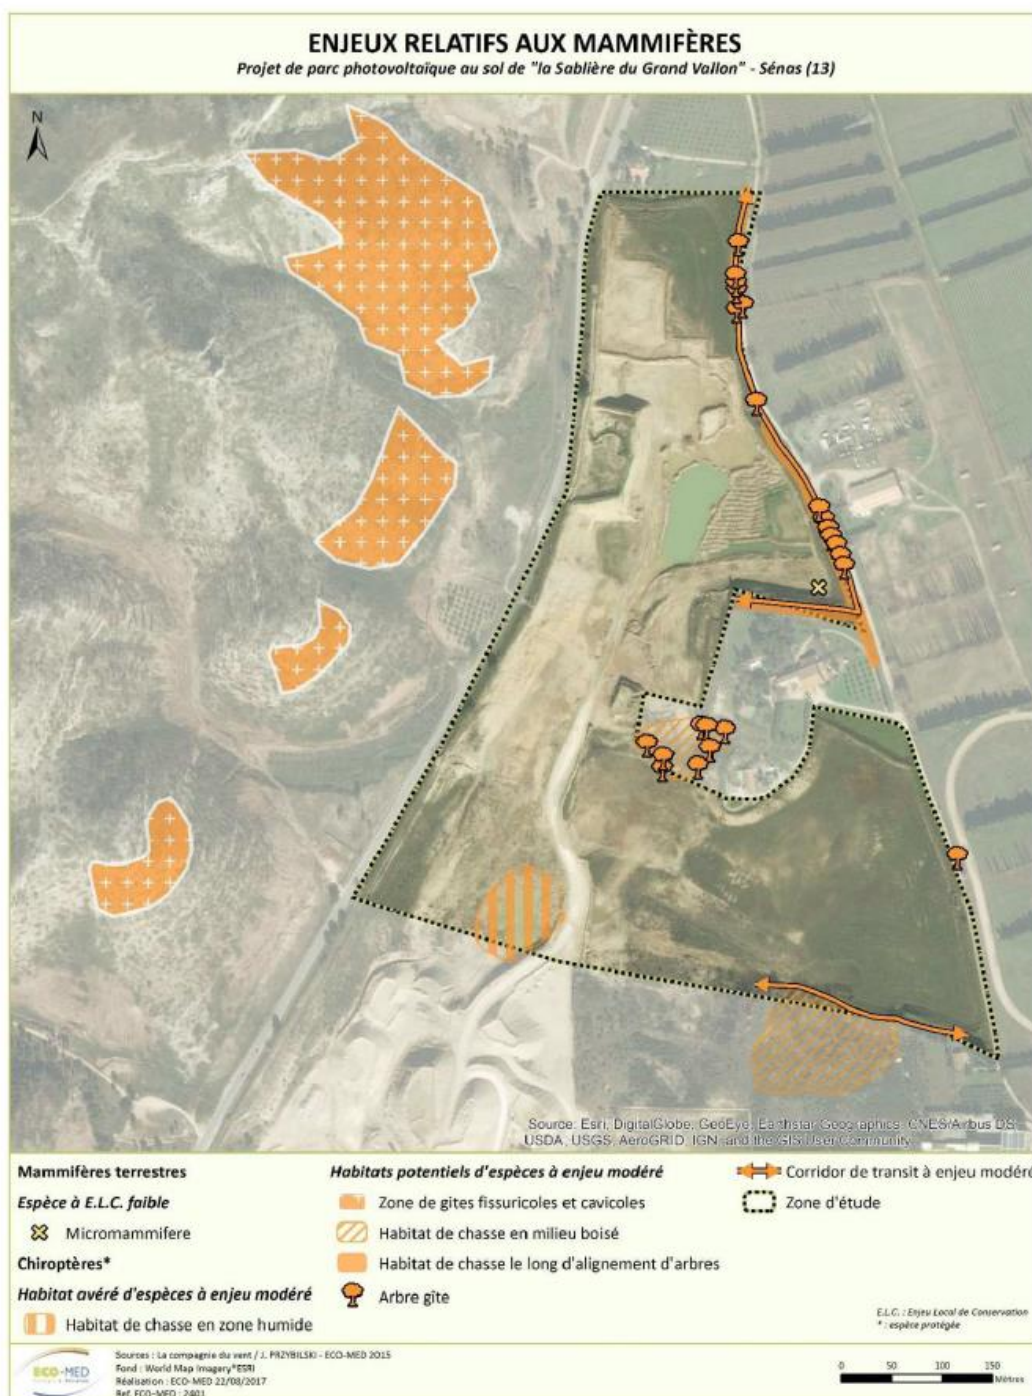 ENJEUX RELATIFS AUX MAMMIFÈRES
Projet de parc photovoltaïque au sol de "la Sablière du Grand Vallon" - Sénas (13)
N
Source: Esri, DigitalGlobe, GeoEye, Earthstar Geographics, CNES/Airbus DS,
USDA, USGS, AeroGRID, IGN, and the GIS User Community
Mammifères terrestres
Espèce à E.L.C. faible
Micromammifere
Chiroptères*
Habitat avéré d'espèces à enjeu modéré
Habitat de chasse en zone humide
Habitats potentiels d'espèces à enjeu modéré
Zone de gites fissuricoles et cavicoles
Habitat de chasse en milieu boisé
Habitat de chasse le long d'alignement d'arbres
Arbre gîte
Corridor de transit à enjeu modéré
Zone d'étude
E.L.C. : Enjeu Local de Conservation
* : espèce protégée
ECO-MED
Sources : La compagnie du vent / J. PRZYBILSKI - ECO-MED 2015
Fond : World Map Imagery®ESRI
Réalisation : ECO-MED 22/08/2017
Ref. ECO-MED : 2401
0 50 100 150
Mètres